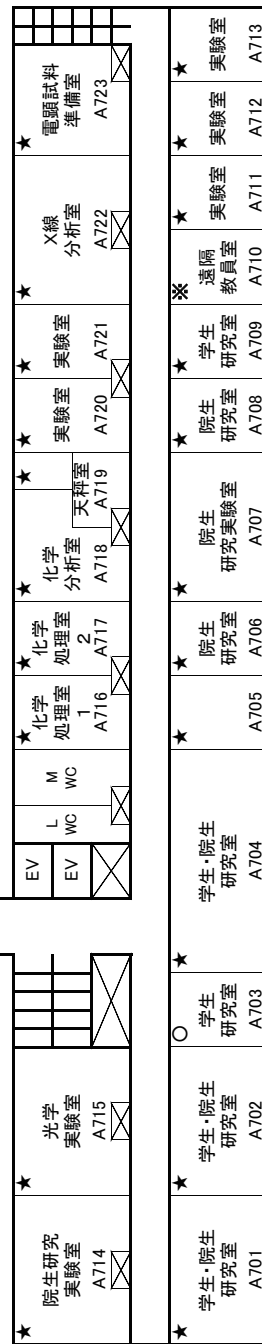 ★
電顕試料
準備室
A723
★
X線
分析室
A722
★
実験室
A721
★
実験室
A720
★
天秤室
A719
★
化学
分析室
A718
★
化学
処理室
2
A717
★
化学
処理室
1
A716
M
WC
L
WC
EV
EV
★
光学
実験室
A715
★
院生研究
実験室
A714
★
実験室
A713
★
実験室
A712
★
実験室
A711
※
遠隔
教員室
A710
★
学生
研究室
A709
★
院生
研究室
A708
★
院生
研究実験室
A707
★
院生
研究室
A706
★
A705
★
学生・院生
研究室
A704
○
学生
研究室
A703
★
学生・院生
研究室
A702
★
学生・院生
研究室
A701